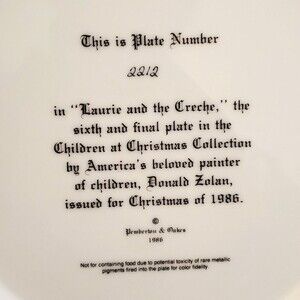 This is Plate Number
2212
in "Laurie and the Creche," the
sixth and final plate in the
Children at Christmas Collection
by America's beloved painter
of children, Donald Zolan,
issued for Christmas of 1986.
©
Pemberton & Oakes
1986
Not for containing food due to potential toxicity of rare metallic
pigments fired into the plate for color fidelity